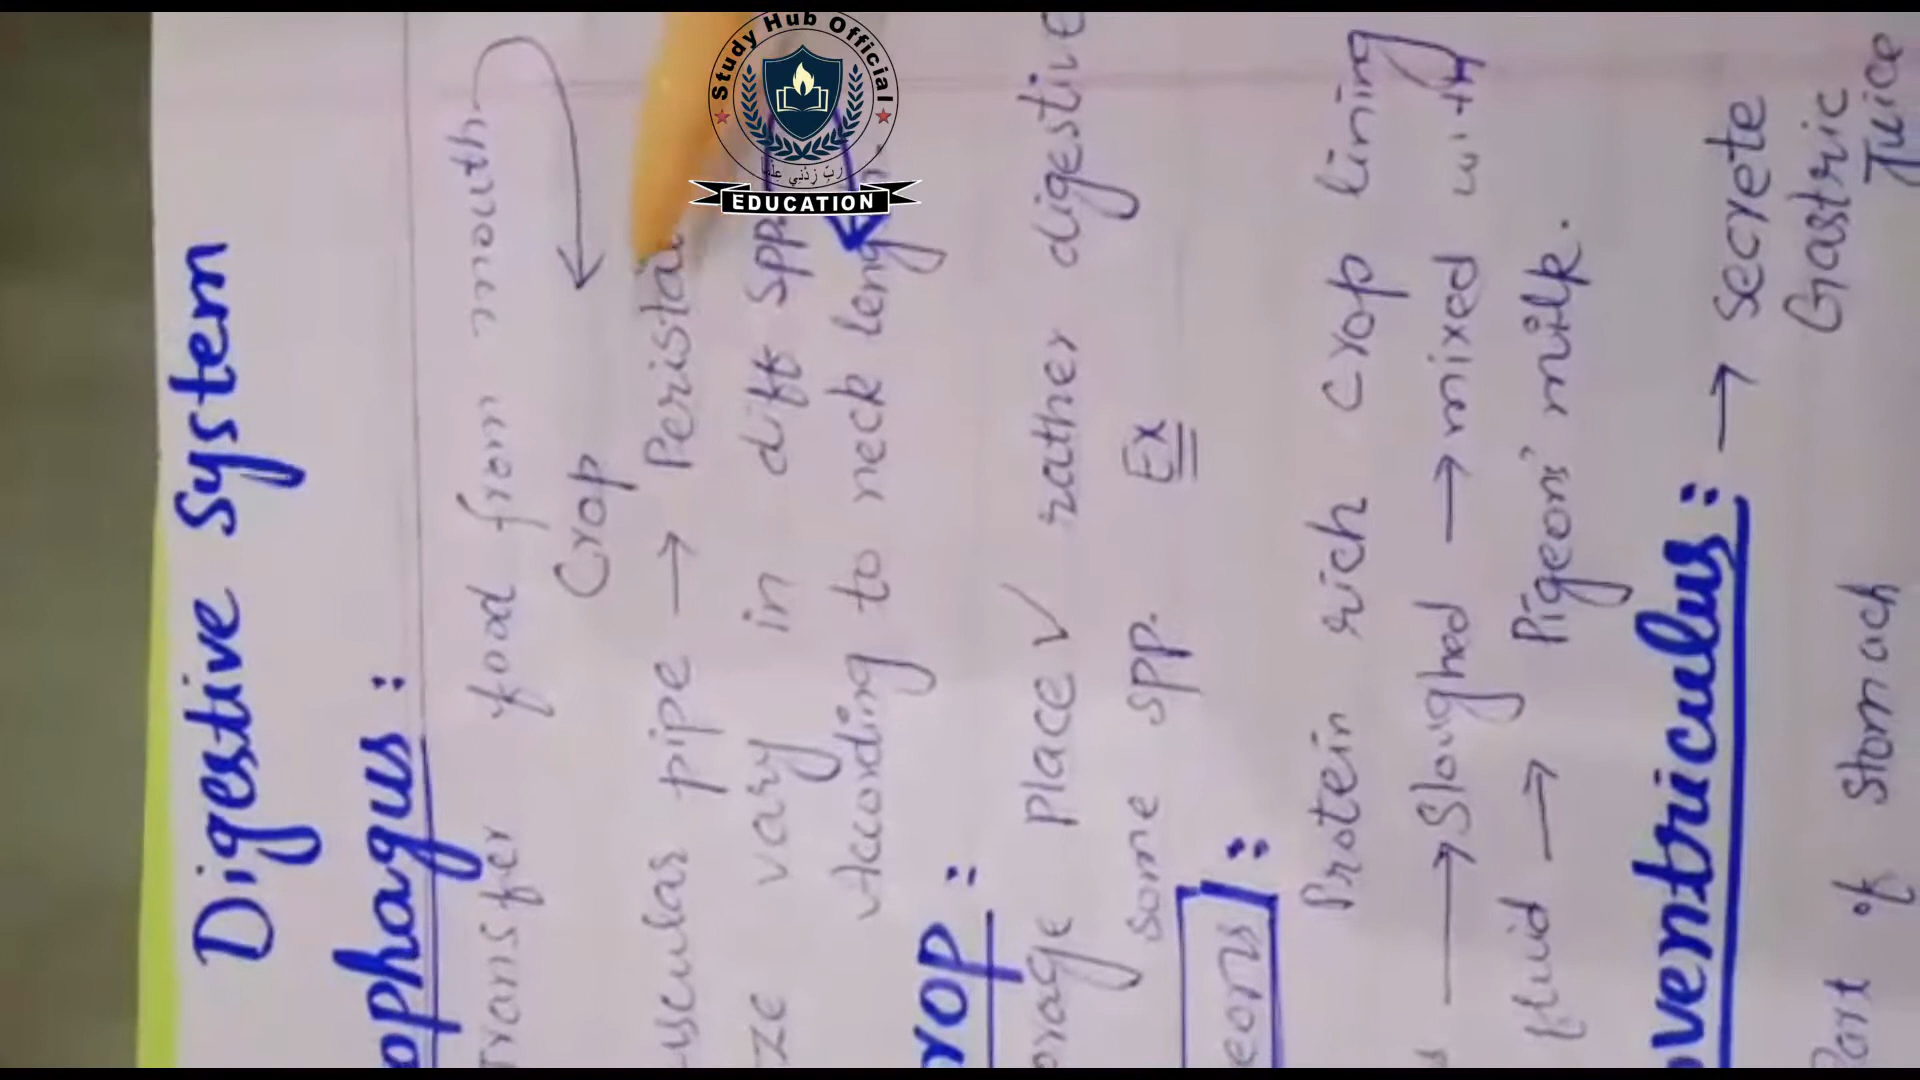 Study Hub Official
رَبِّ زِدْنِي عِلْمًا
EDUCATION
Digestive System
ophagus :
Transfer food from mouth
Crop
uscular pipe → Peristal
ze vary in diff spp.
According to neck leng
rop :
orage place ✓ rather digestive
some spp. Ex
eons :
Protein rich crop lining
→ Sloughed → mixed with
fluid → Pigeons' milk.
oventriculus : → secrete
Gastric
Juice
Part of stomach